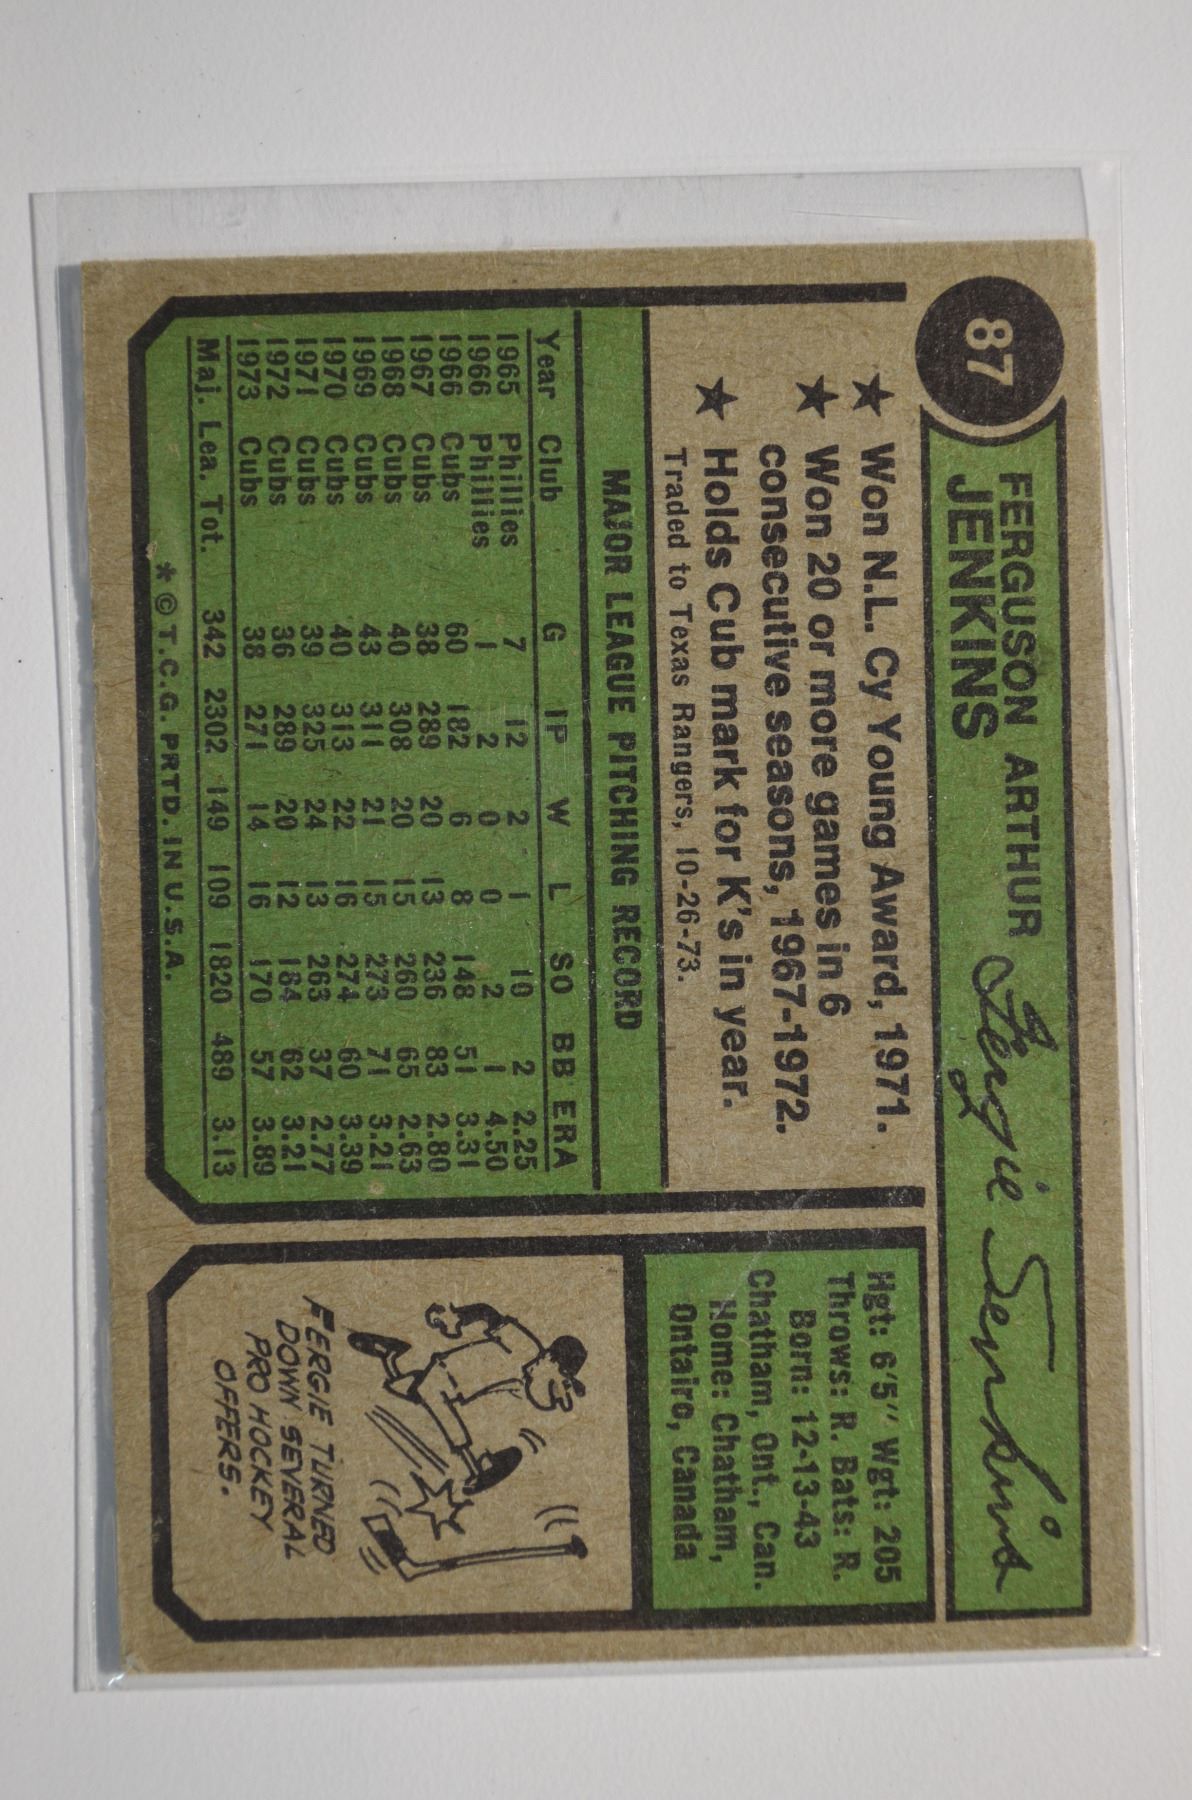 87
FERGUSON ARTHUR
JENKINS
Fergie Jenkins
★ Won N.L. Cy Young Award, 1971.
★ Won 20 or more games in 6
consecutive seasons, 1967-1972.
★ Holds Cub mark for K's in year.
Traded to Texas Rangers, 10-26-73.
MAJOR LEAGUE PITCHING RECORD
Year Club G IP W L SO BB ERA
1965 Phillies 7 12 2 1 10 2 2.25
1966 Phillies 1 2 0 0 2 1 4.50
1966 Cubs 60 182 6 8 148 51 3.31
1967 Cubs 38 289 20 13 236 83 2.80
1968 Cubs 40 308 20 15 260 65 2.63
1969 Cubs 43 311 21 15 273 71 3.21
1970 Cubs 40 313 22 16 274 60 3.39
1971 Cubs 39 325 24 13 263 37 2.77
1972 Cubs 36 289 20 12 184 62 3.21
1973 Cubs 38 271 14 16 170 57 3.89
Maj. Lea. Tot. 342 2302 149 109 1820 489 3.13
* © T.C.G. PRTD. IN U.S.A.
Hgt: 6'5" Wgt: 205
Throws: R. Bats: R.
Born: 12-13-43
Chatham, Ont., Can.
Home: Chatham,
Ontairo, Canada
FERGIE TURNED
DOWN SEVERAL
PRO HOCKEY
OFFERS.